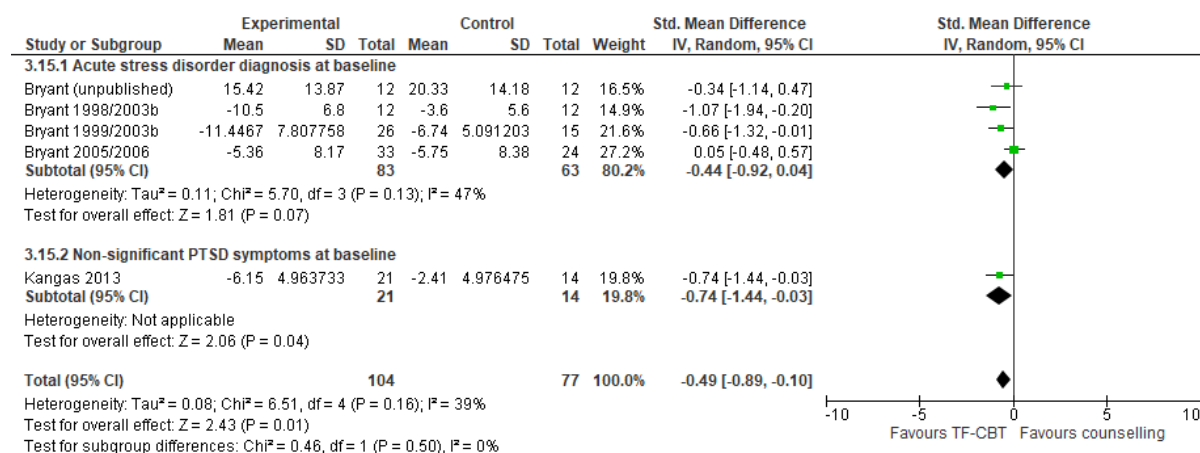 Experimental Control Std. Mean Difference Std. Mean Difference
Study or Subgroup Mean SD Total Mean SD Total Weight IV, Random, 95% CI IV, Random, 95% CI
3.15.1 Acute stress disorder diagnosis at baseline
Bryant (unpublished) 15.42 13.87 12 20.33 14.18 12 16.5% -0.34 [-1.14, 0.47]
Bryant 1998/2003b -10.5 6.8 12 -3.6 5.6 12 14.9% -1.07 [-1.94, -0.20]
Bryant 1999/2003b -11.4467 7.807758 26 -6.74 5.091203 15 21.6% -0.66 [-1.32, -0.01]
Bryant 2005/2006 -5.36 8.17 33 -5.75 8.38 24 27.2% 0.05 [-0.48, 0.57]
Subtotal (95% CI) 83 63 80.2% -0.44 [-0.92, 0.04]
Heterogeneity: Tau² = 0.11; Chi² = 5.70, df = 3 (P = 0.13); I² = 47%
Test for overall effect: Z = 1.81 (P = 0.07)
3.15.2 Non-significant PTSD symptoms at baseline
Kangas 2013 -6.15 4.963733 21 -2.41 4.976475 14 19.8% -0.74 [-1.44, -0.03]
Subtotal (95% CI) 21 14 19.8% -0.74 [-1.44, -0.03]
Heterogeneity: Not applicable
Test for overall effect: Z = 2.06 (P = 0.04)
Total (95% CI) 104 77 100.0% -0.49 [-0.89, -0.10]
Heterogeneity: Tau² = 0.08; Chi² = 6.51, df = 4 (P = 0.16); I² = 39%
Test for overall effect: Z = 2.43 (P = 0.01)
Test for subgroup differences: Chi² = 0.46, df = 1 (P = 0.50), I² = 0%
-10 -5 0 5 10
Favours TF-CBT Favours counselling